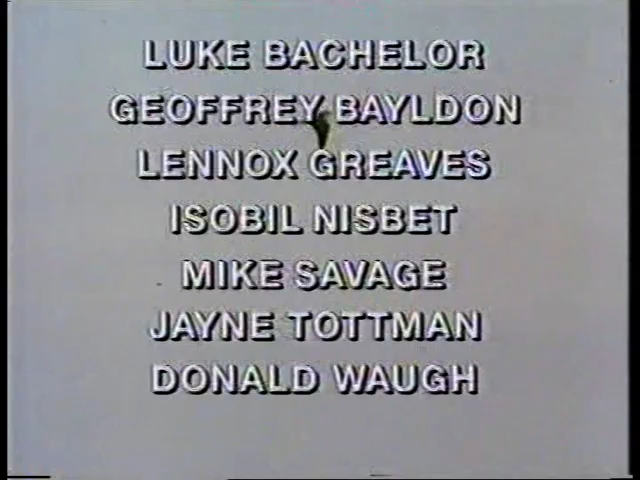 LUKE BACHELOR
GEOFFREY BAYLDON
LENNOX GREAVES
ISOBIL NISBET
MIKE SAVAGE
JAYNE TOTTMAN
DONALD WAUGH